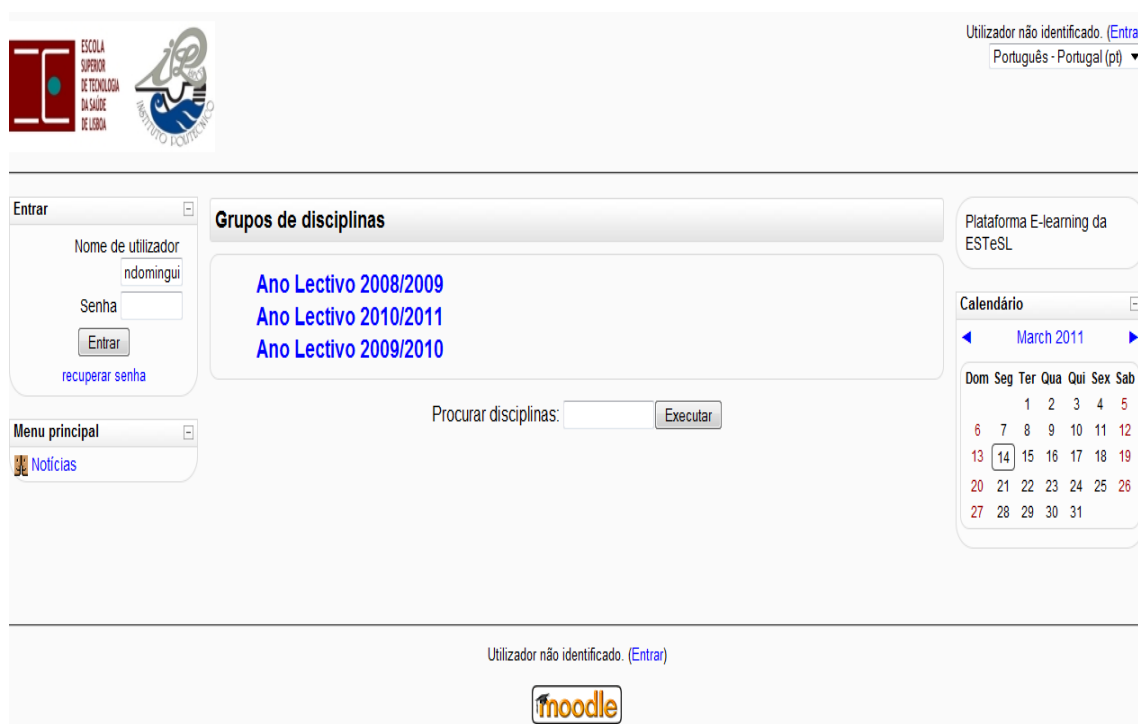 ESCOLA
SUPERIOR
DE TECNOLOGIA
DA SAÚDE
DE LISBOA
INSTITUTO POLITÉCNICO
Utilizador não identificado. (Entra
Português - Portugal (pt)
Entrar
Nome de utilizador
ndomingui
Senha
Entrar
recuperar senha
Menu principal
Notícias
Grupos de disciplinas
Ano Lectivo 2008/2009
Ano Lectivo 2010/2011
Ano Lectivo 2009/2010
Procurar disciplinas:
Executar
Plataforma E-learning da
ESTeSL
Calendário
March 2011
Dom Seg Ter Qua Qui Sex Sab
1 2 3 4 5
6 7 8 9 10 11 12
13 14 15 16 17 18 19
20 21 22 23 24 25 26
27 28 29 30 31
Utilizador não identificado. (Entrar)
moodle